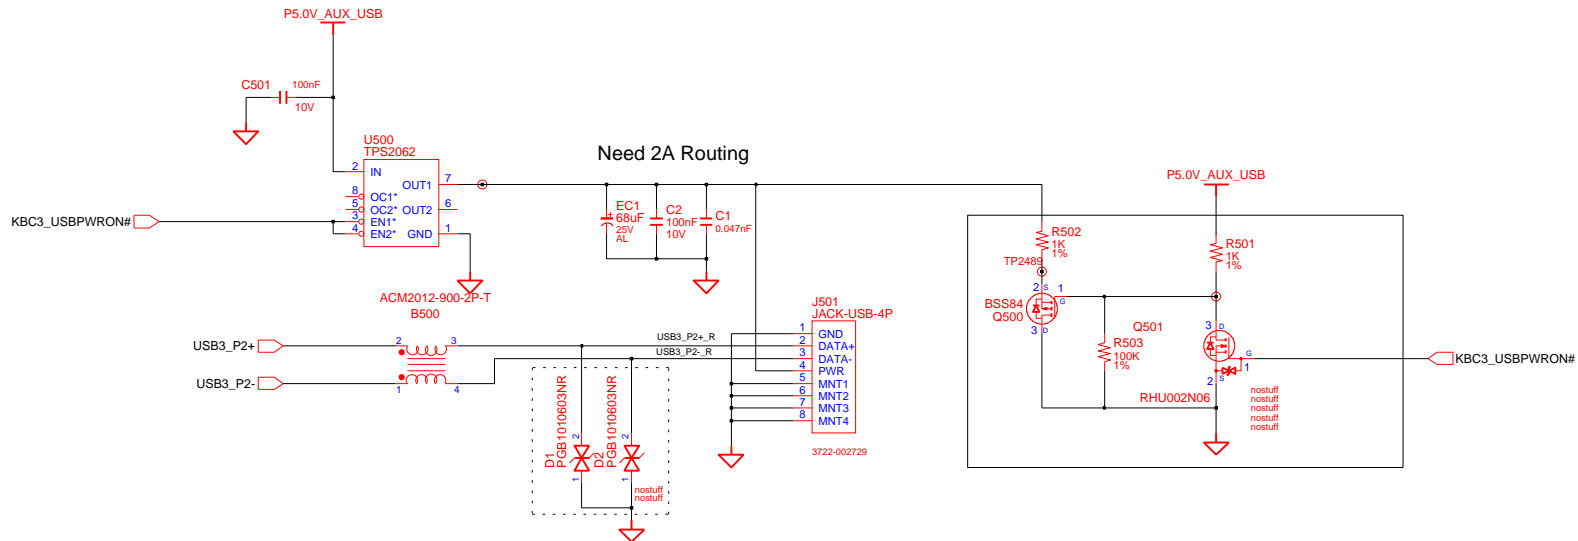 P5.0V_AUX_USB
C501
100nF
10V
U500
TPS2062
2
IN
OUT1
7
8
OC1*
5
OC2*
OUT2
6
3
EN1*
4
EN2*
GND
1
KBC3_USBPWRON#
Need 2A Routing
EC1
68uF
25V
AL
C2
100nF
10V
C1
0.047nF
P5.0V_AUX_USB
R502
1K
1%
R501
1K
1%
TP2489
2
S
1
G
BSS84
Q500
3
D
R503
100K
1%
Q501
3
D
G
1
2
S
RHU002N06
KBC3_USBPWRON#
nostuff
nostuff
nostuff
nostuff
nostuff
ACM2012-900-2P-T
B500
USB3_P2+
2
3
USB3_P2-
1
4
USB3_P2+_R
USB3_P2-_R
J501
JACK-USB-4P
1
GND
2
DATA+
3
DATA-
4
PWR
5
MNT1
6
MNT2
7
MNT3
8
MNT4
3722-002729
D1
PGB1010603NR
2
1
D2
PGB1010603NR
2
1
nostuff
nostuff